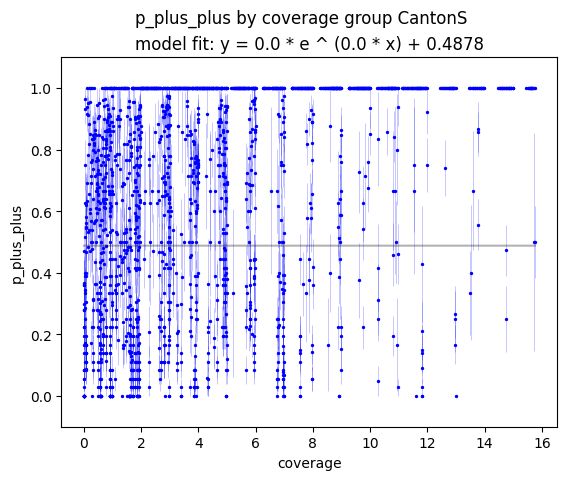 p_plus_plus by coverage group CantonS
model fit: y = 0.0 * e ^ (0.0 * x) + 0.4878
1.0
0.8
0.6
0.4
0.2
0.0
p_plus_plus
0 2 4 6 8 10 12 14 16
coverage